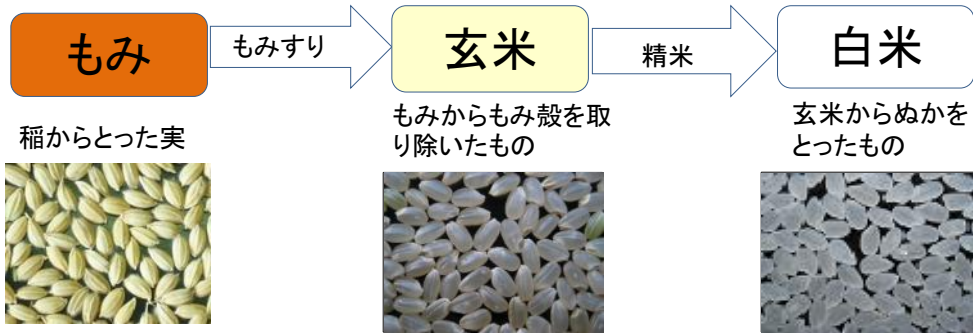 もみ
もみすり
玄米
精米
白米
稲からとった実
もみからもみ殻を取
り除いたもの
玄米からぬかを
とったもの